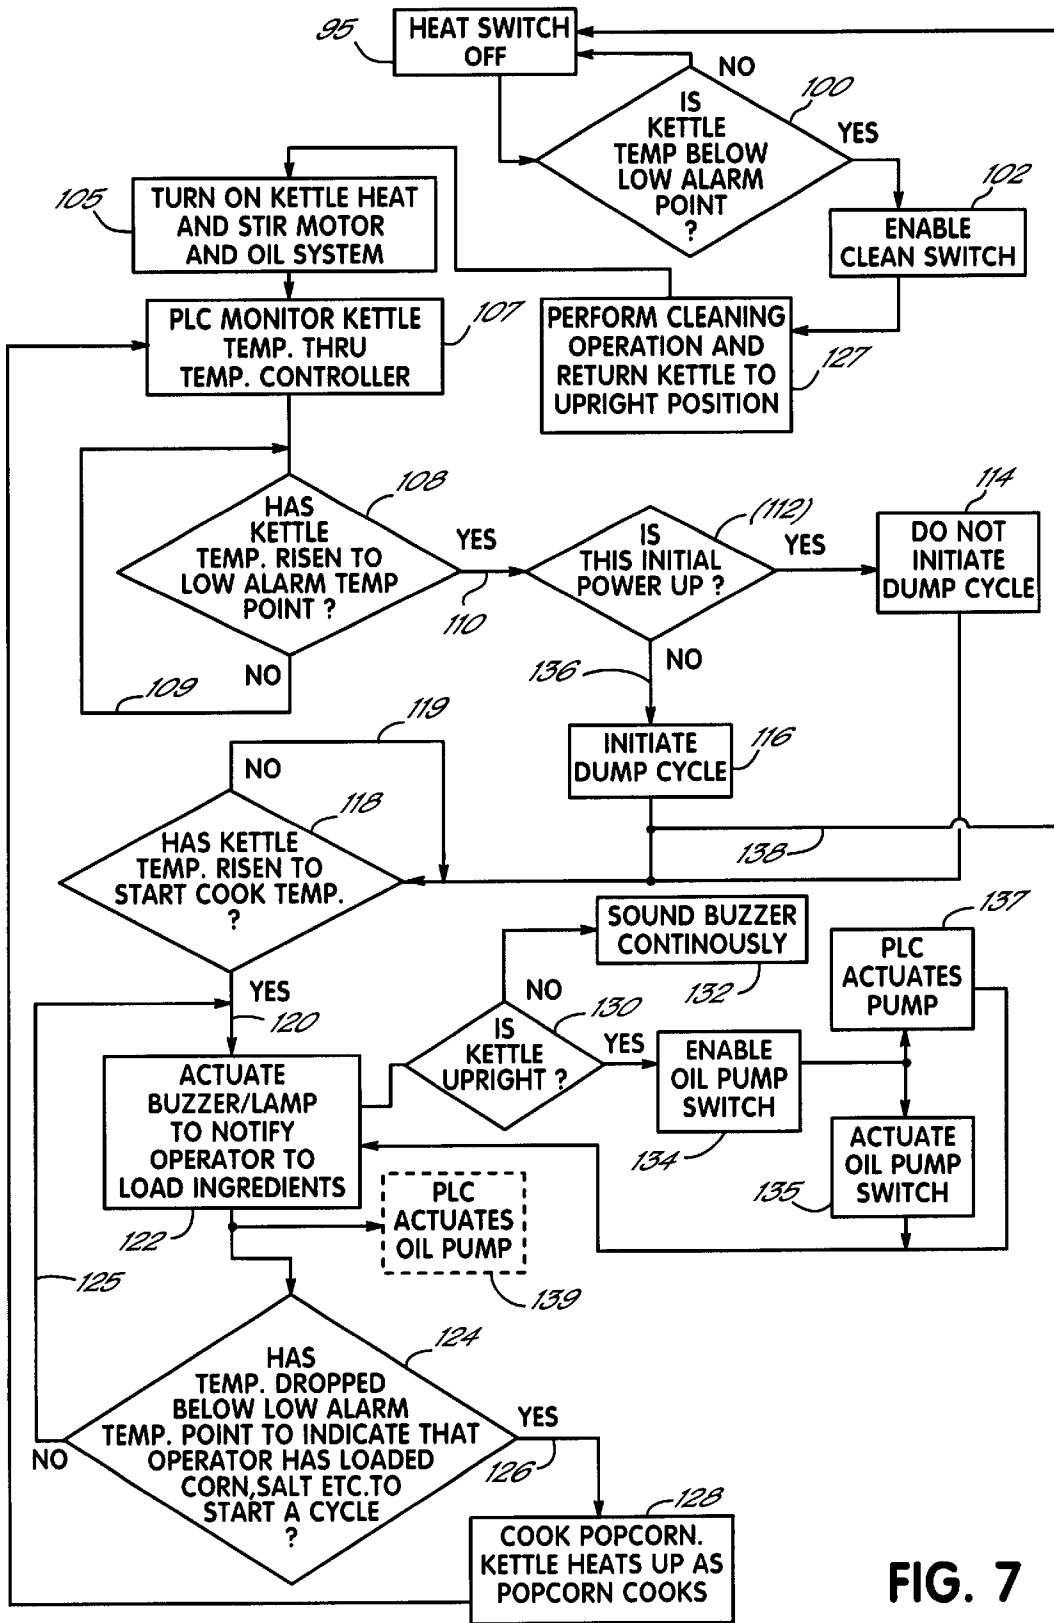 95
HEAT SWITCH
OFF
NO
IS
KETTLE
TEMP BELOW
LOW ALARM
POINT
?
100
YES
102
ENABLE
CLEAN SWITCH
105
TURN ON KETTLE HEAT
AND STIR MOTOR
AND OIL SYSTEM
PLC MONITOR KETTLE
TEMP. THRU
TEMP. CONTROLLER
107
PERFORM CLEANING
OPERATION AND
RETURN KETTLE TO
UPRIGHT POSITION
127
HAS
KETTLE
TEMP. RISEN TO
LOW ALARM TEMP
POINT ?
108
YES
110
NO
109
IS
THIS INITIAL
POWER UP ?
(112)
YES
114
DO NOT
INITIATE
DUMP CYCLE
136
NO
INITIATE
DUMP CYCLE
116
138
119
NO
118
HAS KETTLE
TEMP. RISEN TO
START COOK TEMP.
?
YES
120
SOUND BUZZER
CONTINOUSLY
132
NO
130
IS
KETTLE
UPRIGHT ?
YES
ENABLE
OIL PUMP
SWITCH
134
137
PLC
ACTUATES
PUMP
ACTUATE
OIL PUMP
SWITCH
135
ACTUATE
BUZZER/LAMP
TO NOTIFY
OPERATOR TO
LOAD INGREDIENTS
122
PLC
ACTUATES
OIL PUMP
139
125
124
HAS
TEMP. DROPPED
BELOW LOW ALARM
TEMP. POINT TO INDICATE THAT
OPERATOR HAS LOADED
CORN,SALT ETC.TO
START A CYCLE
?
NO
YES
126
128
COOK POPCORN.
KETTLE HEATS UP AS
POPCORN COOKS
FIG. 7